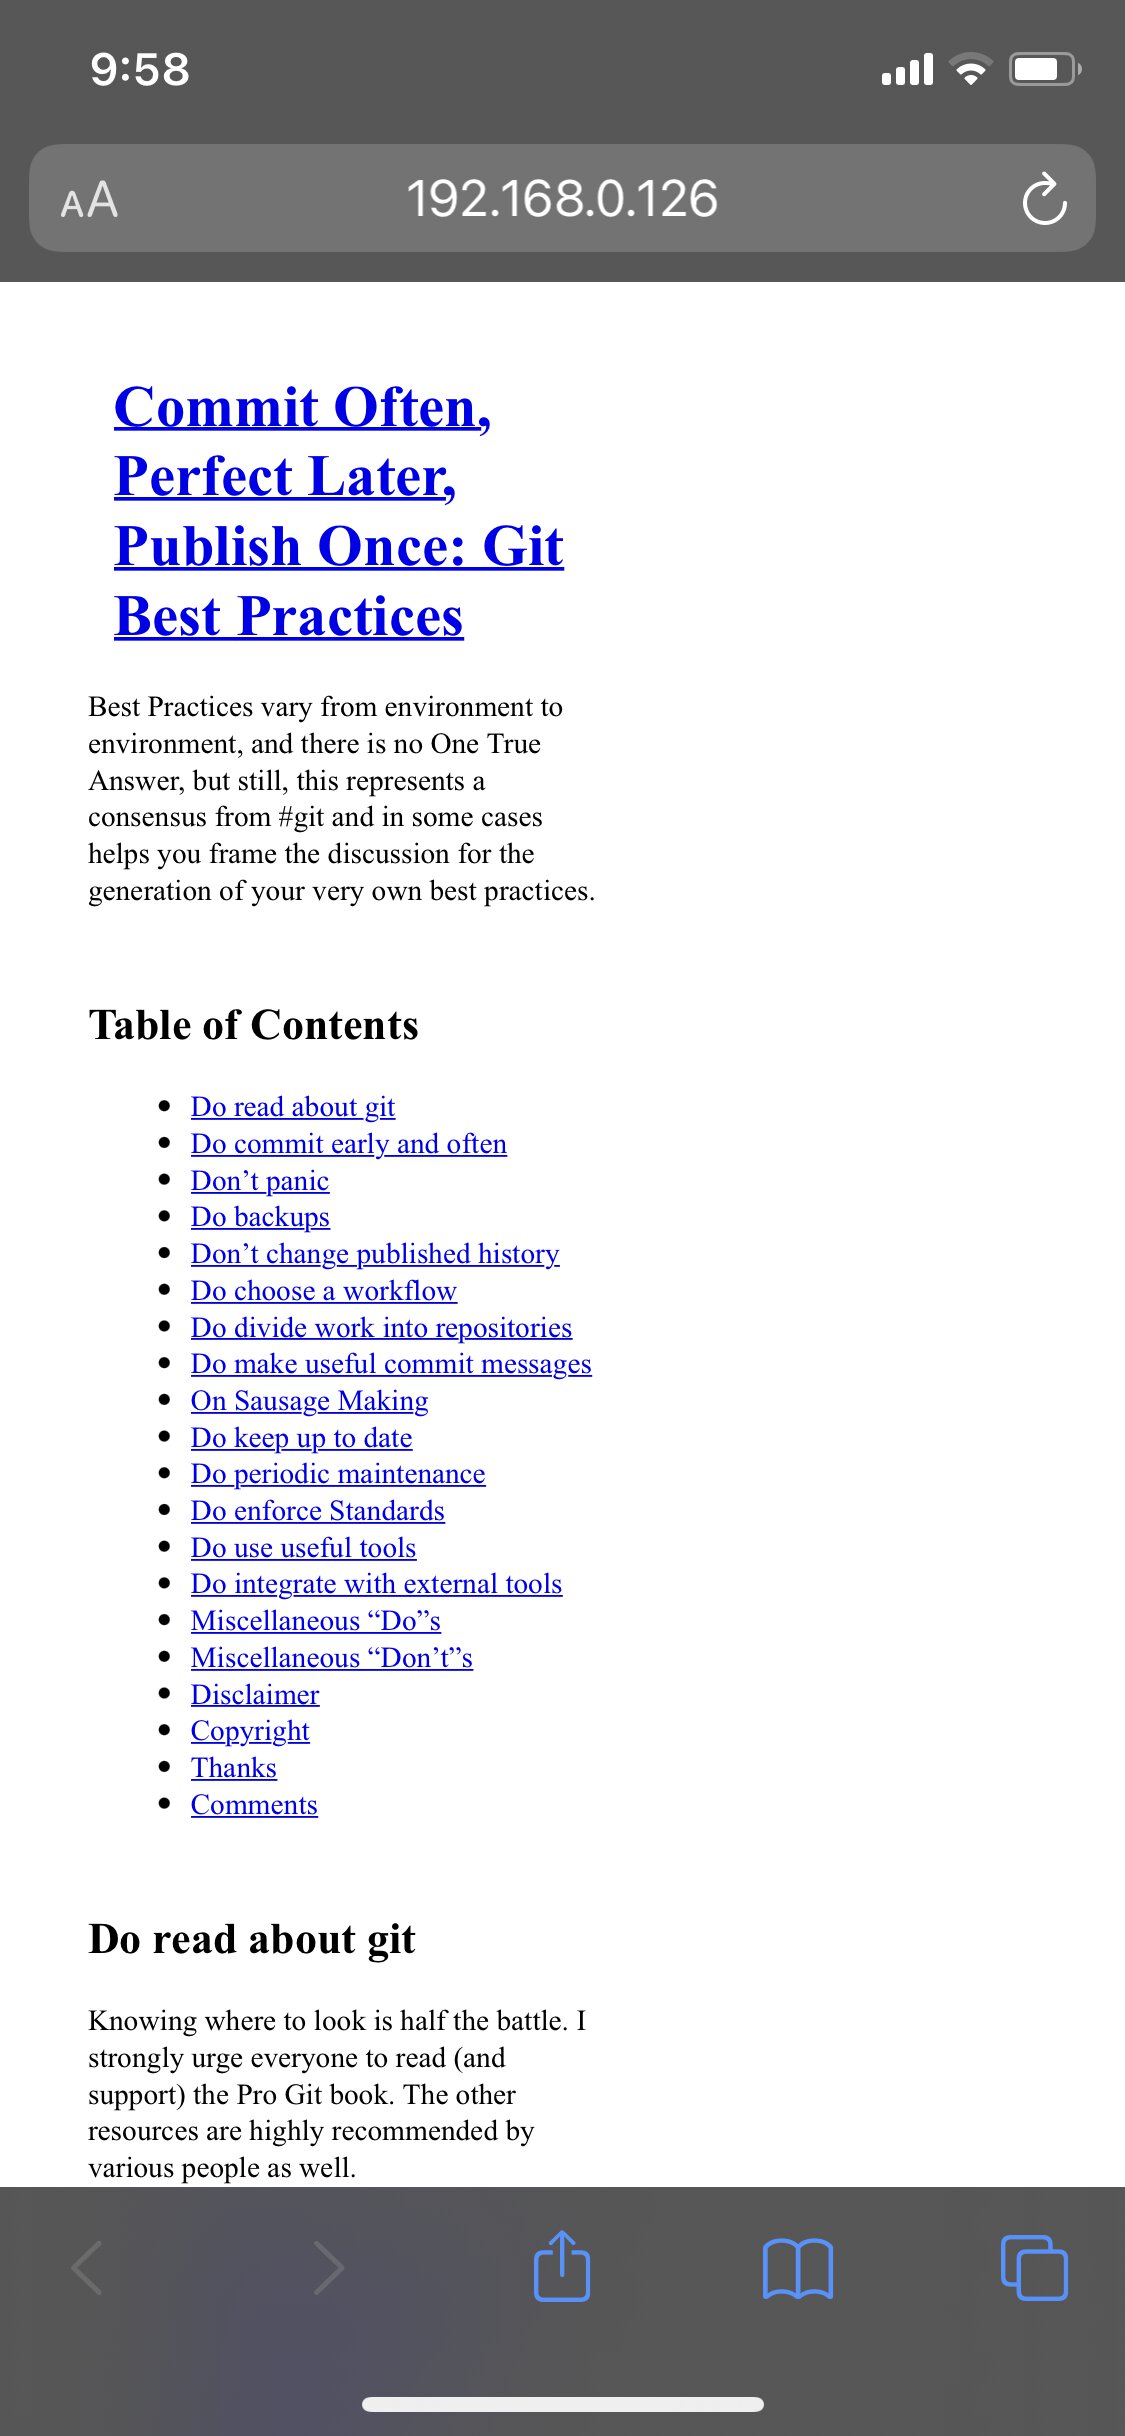 9:58
AA
192.168.0.126
Commit Often,
Perfect Later,
Publish Once: Git
Best Practices
Best Practices vary from environment to
environment, and there is no One True
Answer, but still, this represents a
consensus from #git and in some cases
helps you frame the discussion for the
generation of your very own best practices.
Table of Contents
• Do read about git
• Do commit early and often
• Don’t panic
• Do backups
• Don’t change published history
• Do choose a workflow
• Do divide work into repositories
• Do make useful commit messages
• On Sausage Making
• Do keep up to date
• Do periodic maintenance
• Do enforce Standards
• Do use useful tools
• Do integrate with external tools
• Miscellaneous “Do”s
• Miscellaneous “Don’t”s
• Disclaimer
• Copyright
• Thanks
• Comments
Do read about git
Knowing where to look is half the battle. I
strongly urge everyone to read (and
support) the Pro Git book. The other
resources are highly recommended by
various people as well.